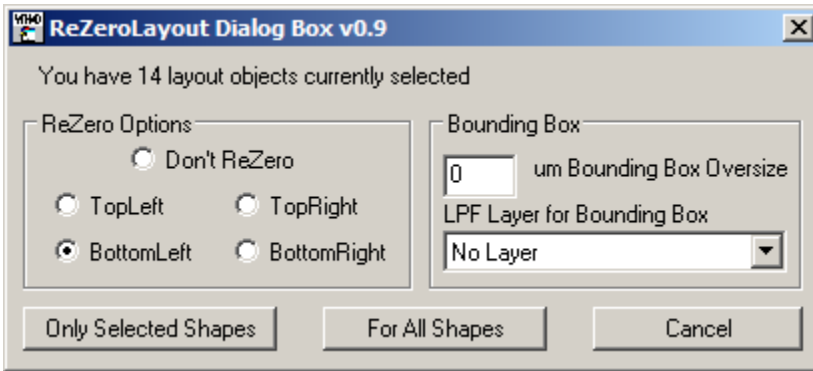 ReZeroLayout Dialog Box v0.9
You have 14 layout objects currently selected
ReZero Options
Don't ReZero
TopLeft TopRight
BottomLeft BottomRight
Bounding Box
0 um Bounding Box Oversize
LPF Layer for Bounding Box
No Layer
Only Selected Shapes For All Shapes Cancel